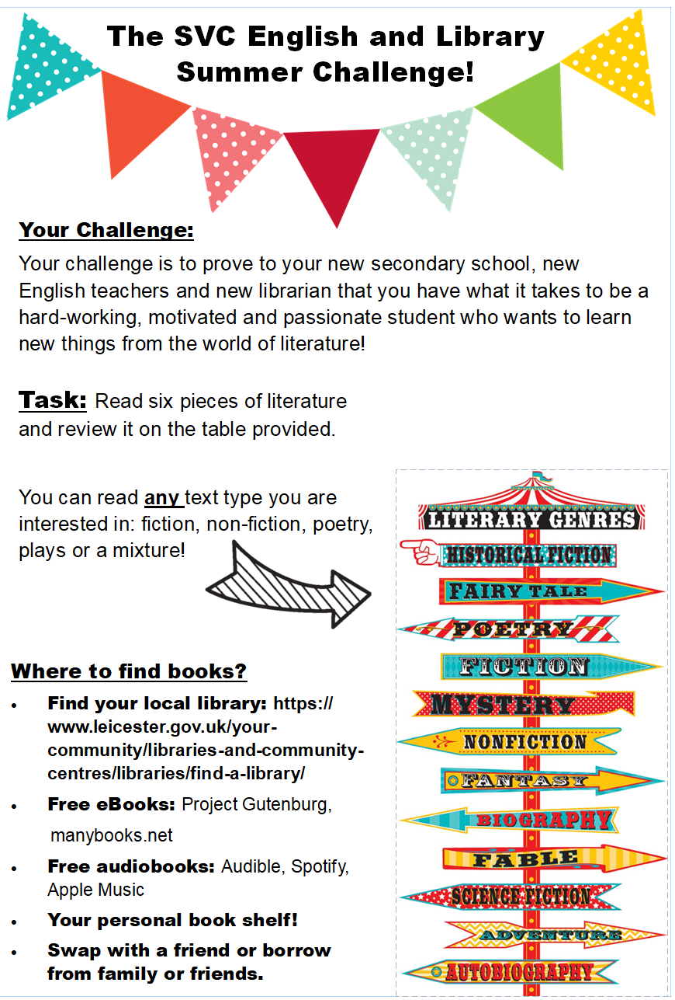 The SVC English and Library
Summer Challenge!
Your Challenge:
Your challenge is to prove to your new secondary school, new
English teachers and new librarian that you have what it takes to be a
hard-working, motivated and passionate student who wants to learn
new things from the world of literature!
Task: Read six pieces of literature
and review it on the table provided.
You can read any text type you are
interested in: fiction, non-fiction, poetry,
plays or a mixture!
Where to find books?
• Find your local library: https://
www.leicester.gov.uk/your-
community/libraries-and-community-
centres/libraries/find-a-library/
• Free eBooks: Project Gutenburg,
manybooks.net
• Free audiobooks: Audible, Spotify,
Apple Music
• Your personal book shelf!
• Swap with a friend or borrow
from family or friends.
LITERARY GENRES
HISTORICAL FICTION
FAIRY TALE
POETRY
FICTION
MYSTERY
NONFICTION
FANTASY
BIOGRAPHY
FABLE
SCIENCE FICTION
ADVENTURE
AUTOBIOGRAPHY